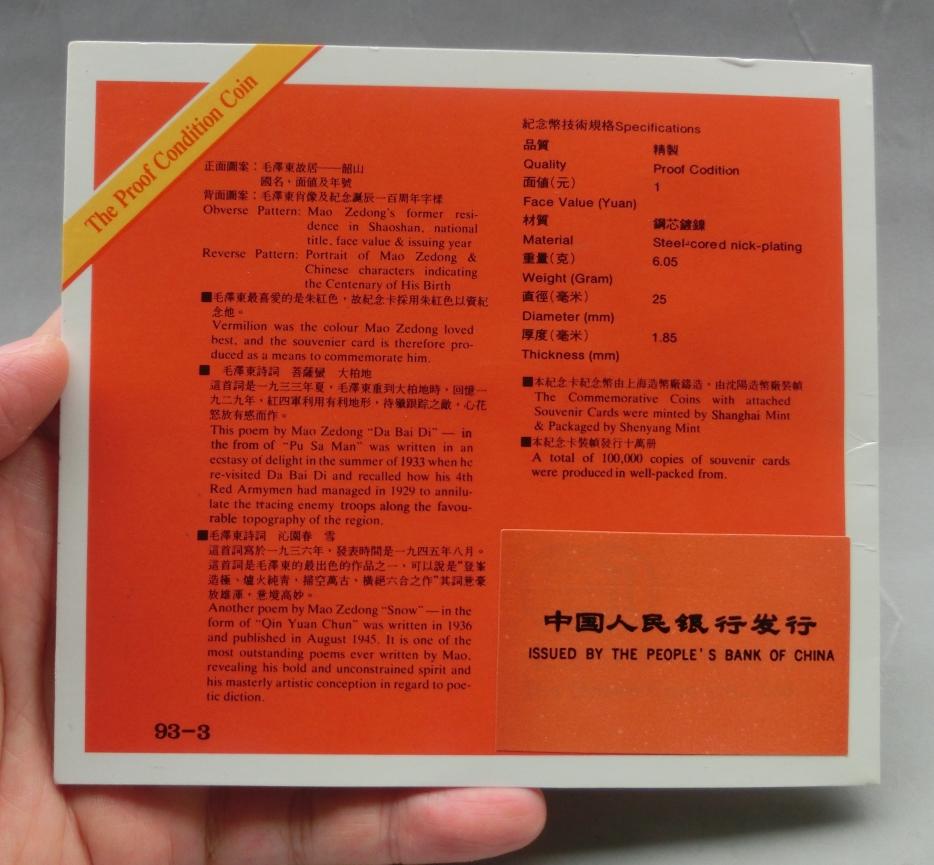 The Proof Condition Coin
正面圖案：毛澤東故居——韶山
國名，面值及年號
背面圖案：毛澤東肖像及紀念誕辰一百周年字樣
Obverse Pattern: Mao Zedong's former resi-
dence in Shaoshan, national
title, face value & issuing year
Reverse Pattern: Portrait of Mao Zedong &
Chinese characters indicating
the Centenary of His Birth
■毛澤東最喜愛的是朱紅色，故紀念卡採用朱紅色以資紀
念他。
Vermilion was the colour Mao Zedong loved
best, and the souvenier card is therefore pro-
duced as a means to commemorate him.
■ 毛澤東詩詞 菩薩蠻 大柏地
這首詞是一九三三年夏，毛澤東重到大柏地時，回憶一
九二九年，紅四軍利用有利地形，待殲跟踪之敵，心花
怒放有感而作。
This poem by Mao Zedong "Da Bai Di" — in
the from of "Pu Sa Man" was written in an
ecstasy of delight in the summer of 1933 when he
re-visited Da Bai Di and recalled how his 4th
Red Armymen had managed in 1929 to annilu-
late the tracing enemy troops along the favou-
rable topography of the region.
■毛澤東詩詞 沁園春 雪
這首詞寫於一九三六年，發表時間是一九四五年八月。
這首詞是毛澤東的最出色的作品之一，可以說是"登峯
造極、爐火純靑，掃空萬古、橫絕六合之作"其詞意豪
放雄渾，意境高妙。
Another poem by Mao Zedong "Snow" — in the
form of "Qin Yuan Chun" was written in 1936
and published in August 1945. It is one of the
most outstanding poems ever written by Mao,
revealing his bold and unconstrained spirit and
his masterly artistic conception in regard to poe-
tic diction.
93-3
紀念幣技術規格Specifications
品質 精製
Quality Proof Codition
面值(元) 1
Face Value (Yuan)
材質 鋼芯鍍鎳
Material Steel-cored nick-plating
重量(克) 6.05
Weight (Gram)
直徑(毫米) 25
Diameter (mm)
厚度(毫米) 1.85
Thickness (mm)
■本紀念卡紀念幣由上海造幣廠鑄造，由沈陽造幣廠裝幀
The Commemorative Coins with attached
Souvenir Cards were minted by Shanghai Mint
& Packaged by Shenyang Mint
■本紀念卡裝幀發行十萬册
A total of 100,000 copies of souvenir cards
were produced in well-packed from.
中国人民银行发行
ISSUED BY THE PEOPLE'S BANK OF CHINA